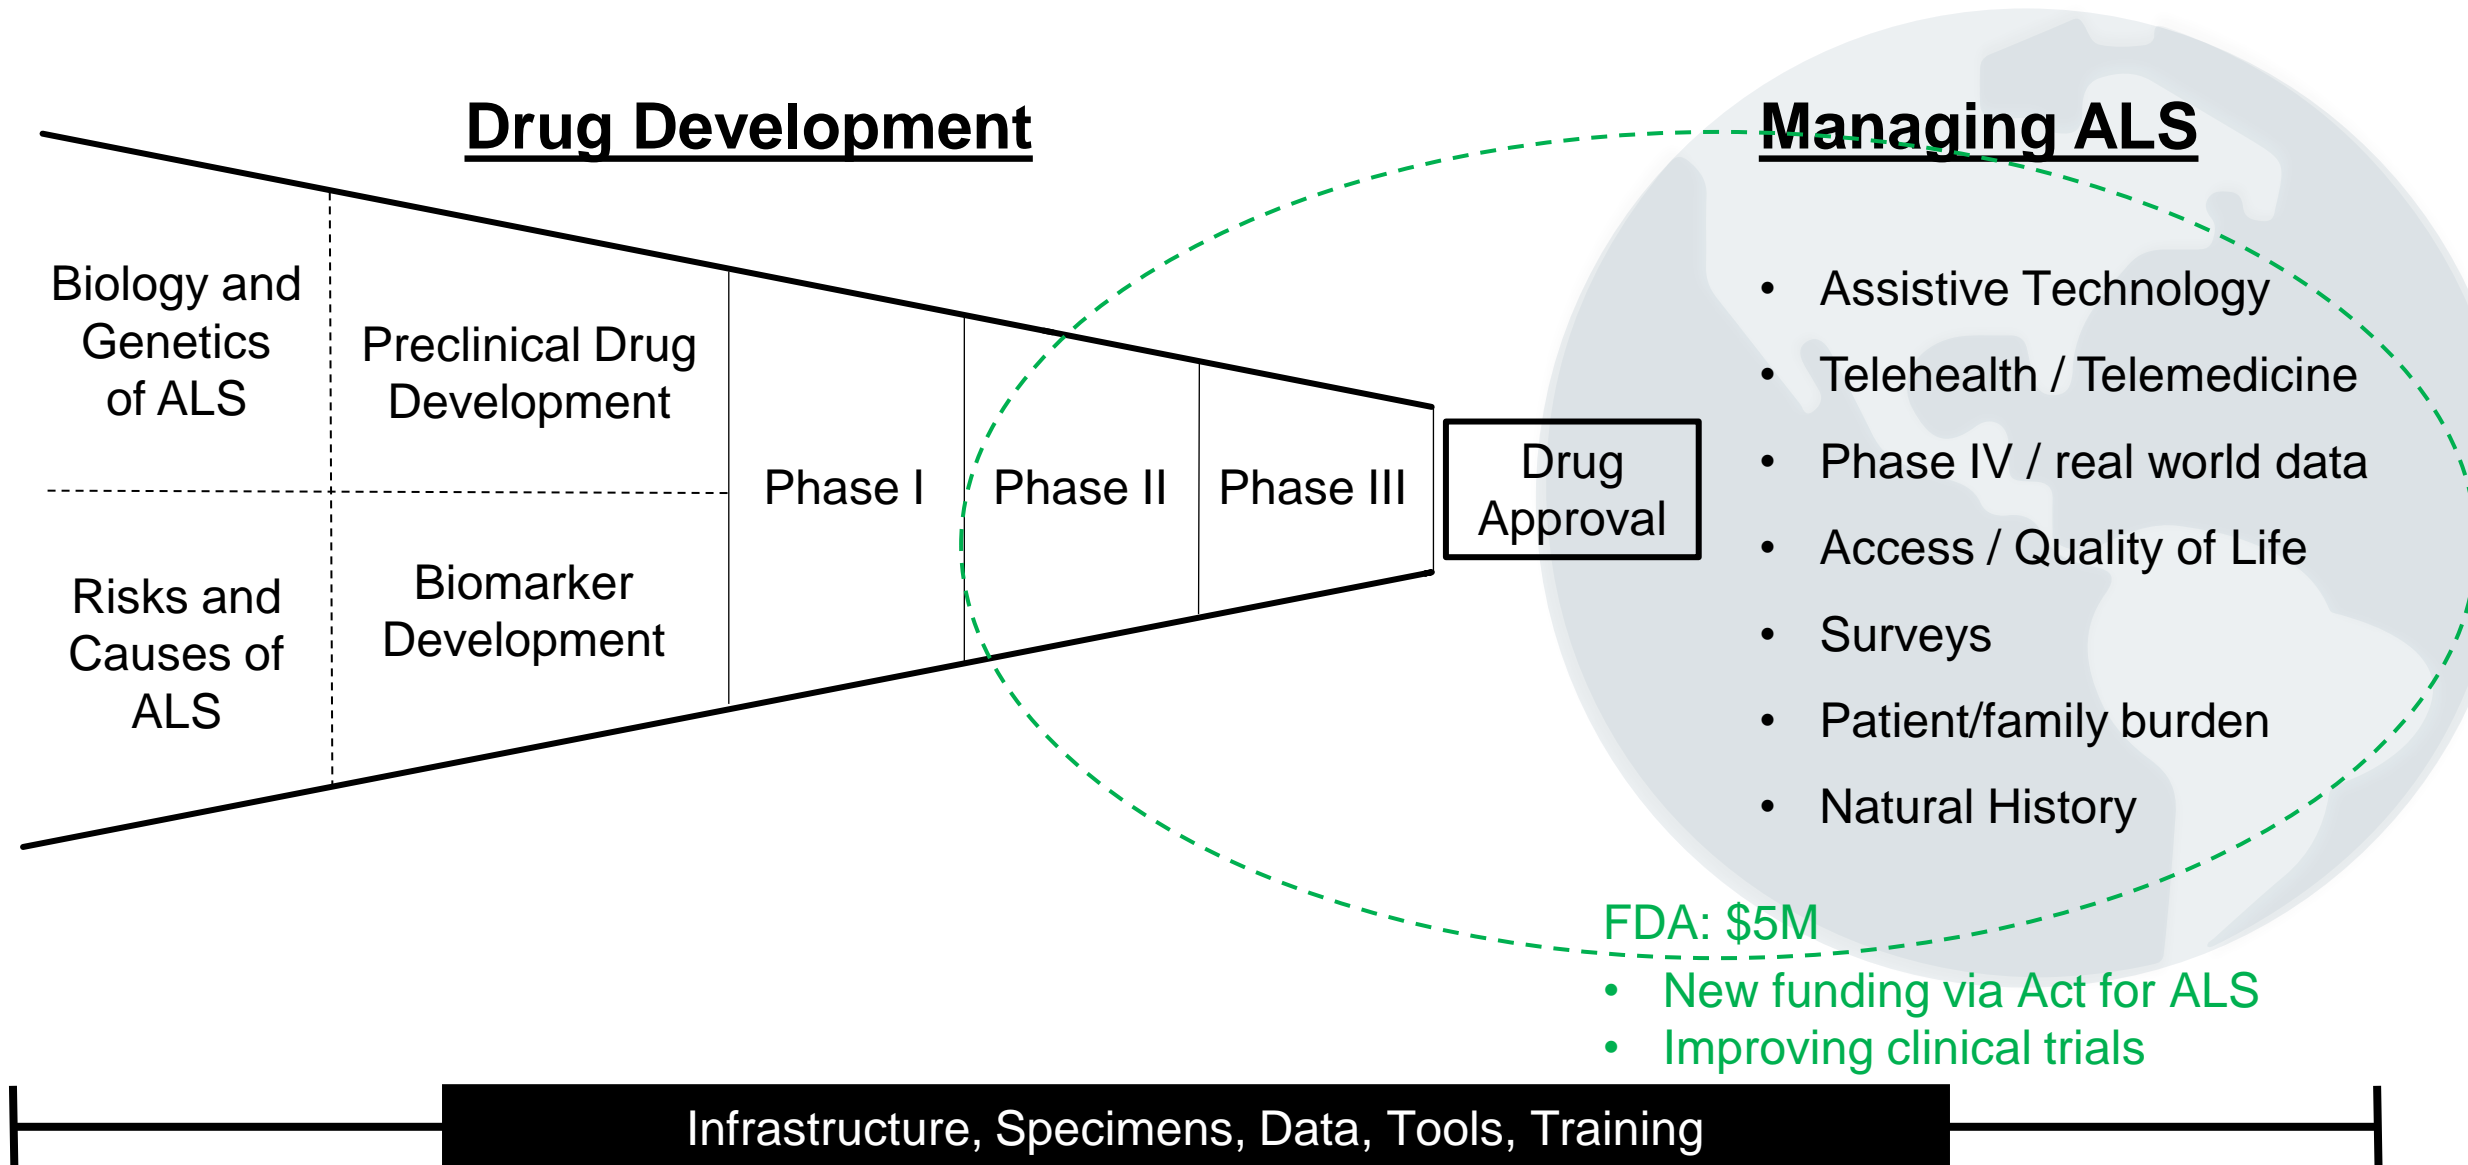 Drug Development
Managing ALS
Biology and
Genetics
of ALS
Preclinical Drug
Development
Risks and
Causes of
ALS
Biomarker
Development
Phase I
Phase II
Phase III
Drug
Approval
• Assistive Technology
• Telehealth / Telemedicine
• Phase IV / real world data
• Access / Quality of Life
• Surveys
• Patient/family burden
• Natural History
FDA: $5M
• New funding via Act for ALS
• Improving clinical trials
Infrastructure, Specimens, Data, Tools, Training